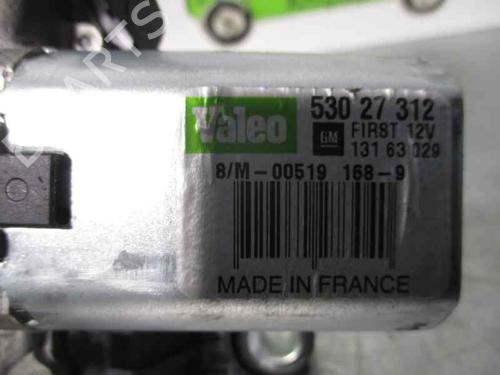 Valeo
530 27 312
GM FIRST 12V
131 63 029
8/M-00519 168-9
MADE IN FRANCE